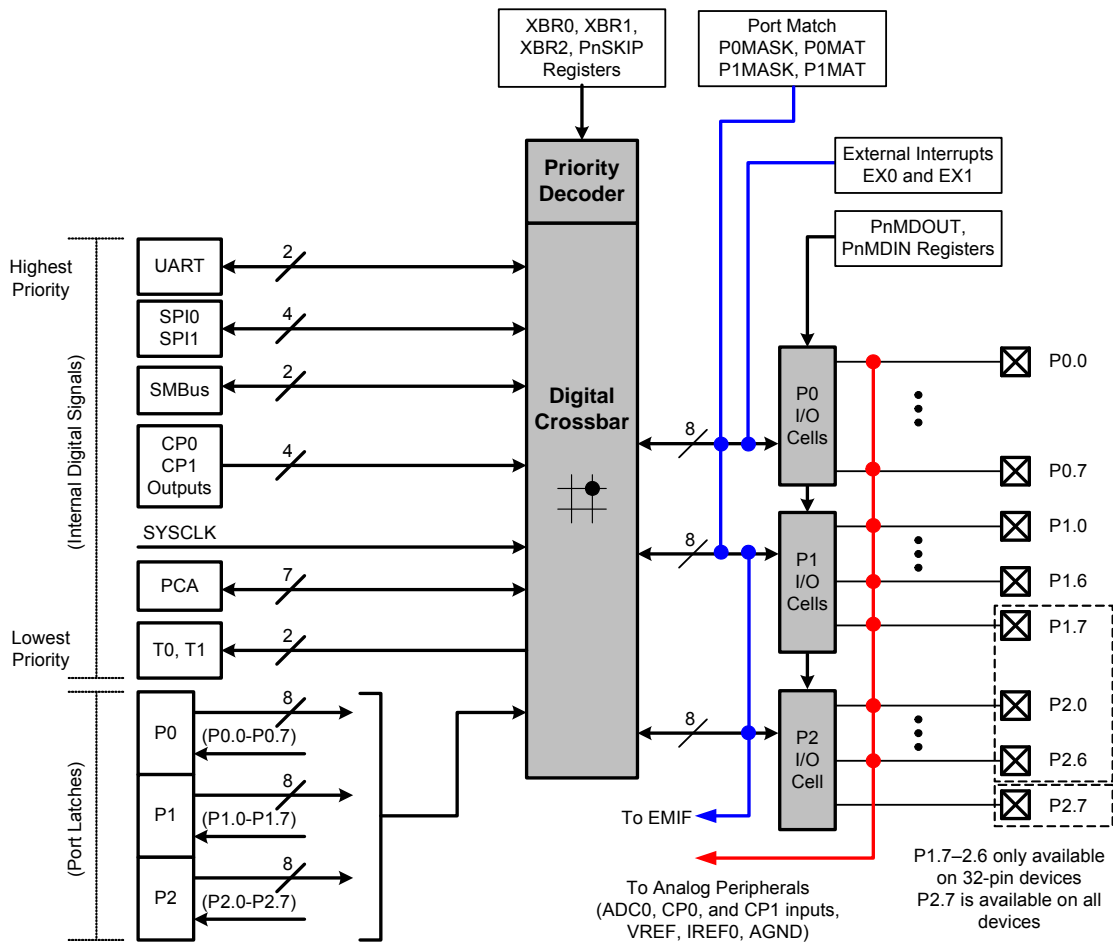 XBR0, XBR1,
XBR2, PnSKIP
Registers
Port Match
P0MASK, P0MAT
P1MASK, P1MAT
External Interrupts
EX0 and EX1
PnMDOUT,
PnMDIN Registers
Priority
Decoder
Digital
Crossbar
Highest
Priority
(Internal Digital Signals)
Lowest
Priority
UART
2
SPI0
SPI1
4
SMBus
2
CP0
CP1
Outputs
4
SYSCLK
PCA
7
T0, T1
2
(Port Latches)
P0
8
(P0.0-P0.7)
P1
8
(P1.0-P1.7)
P2
8
(P2.0-P2.7)
8
8
8
P0
I/O
Cells
P1
I/O
Cells
P2
I/O
Cell
P0.0
P0.7
P1.0
P1.6
P1.7
P2.0
P2.6
P2.7
To EMIF
To Analog Peripherals
(ADC0, CP0, and CP1 inputs,
VREF, IREF0, AGND)
P1.7–2.6 only available
on 32-pin devices
P2.7 is available on all
devices